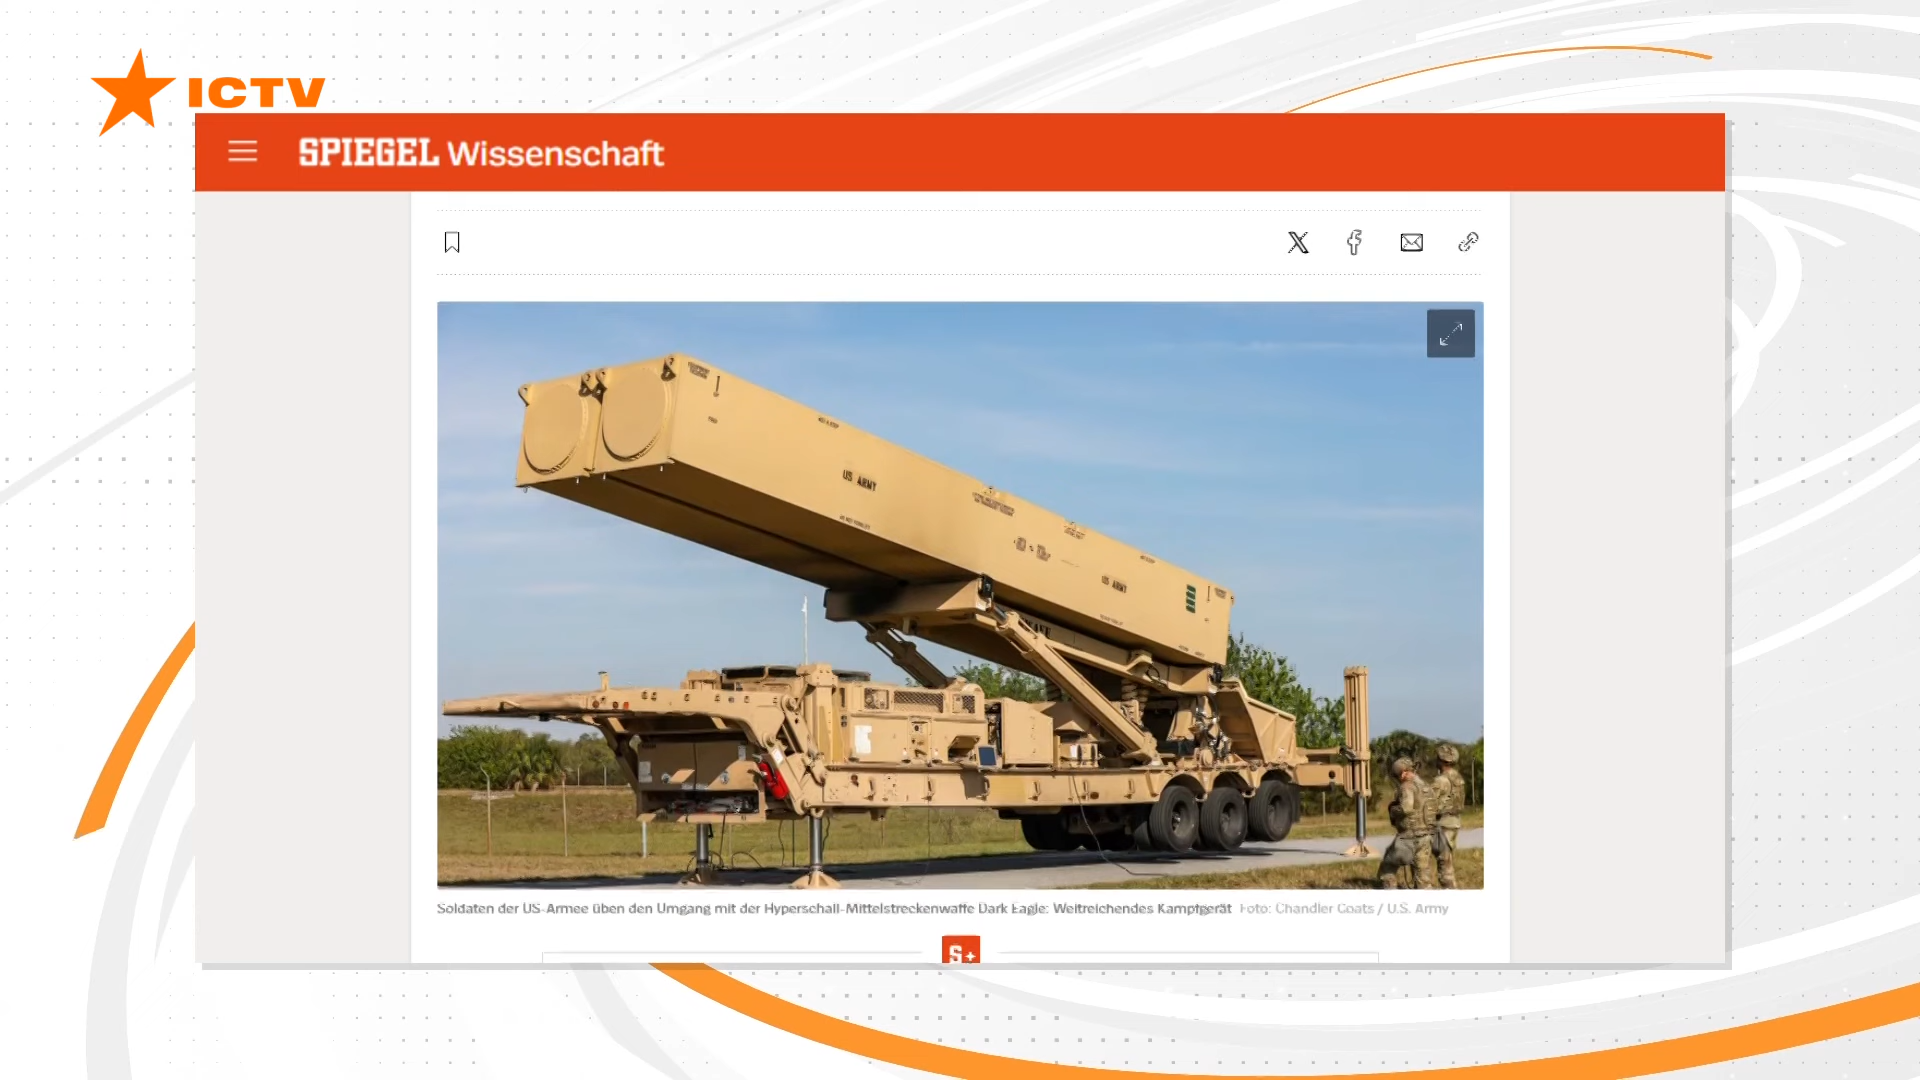 ICTV
SPIEGEL Wissenschaft
US ARMY
US ARMY
Soldaten der US-Armee üben den Umgang mit der Hyperschall-Mittelstreckenwaffe Dark Eagle: Weitreichendes Kampfgerät Foto: Chandler Coats / U.S. Army
S+